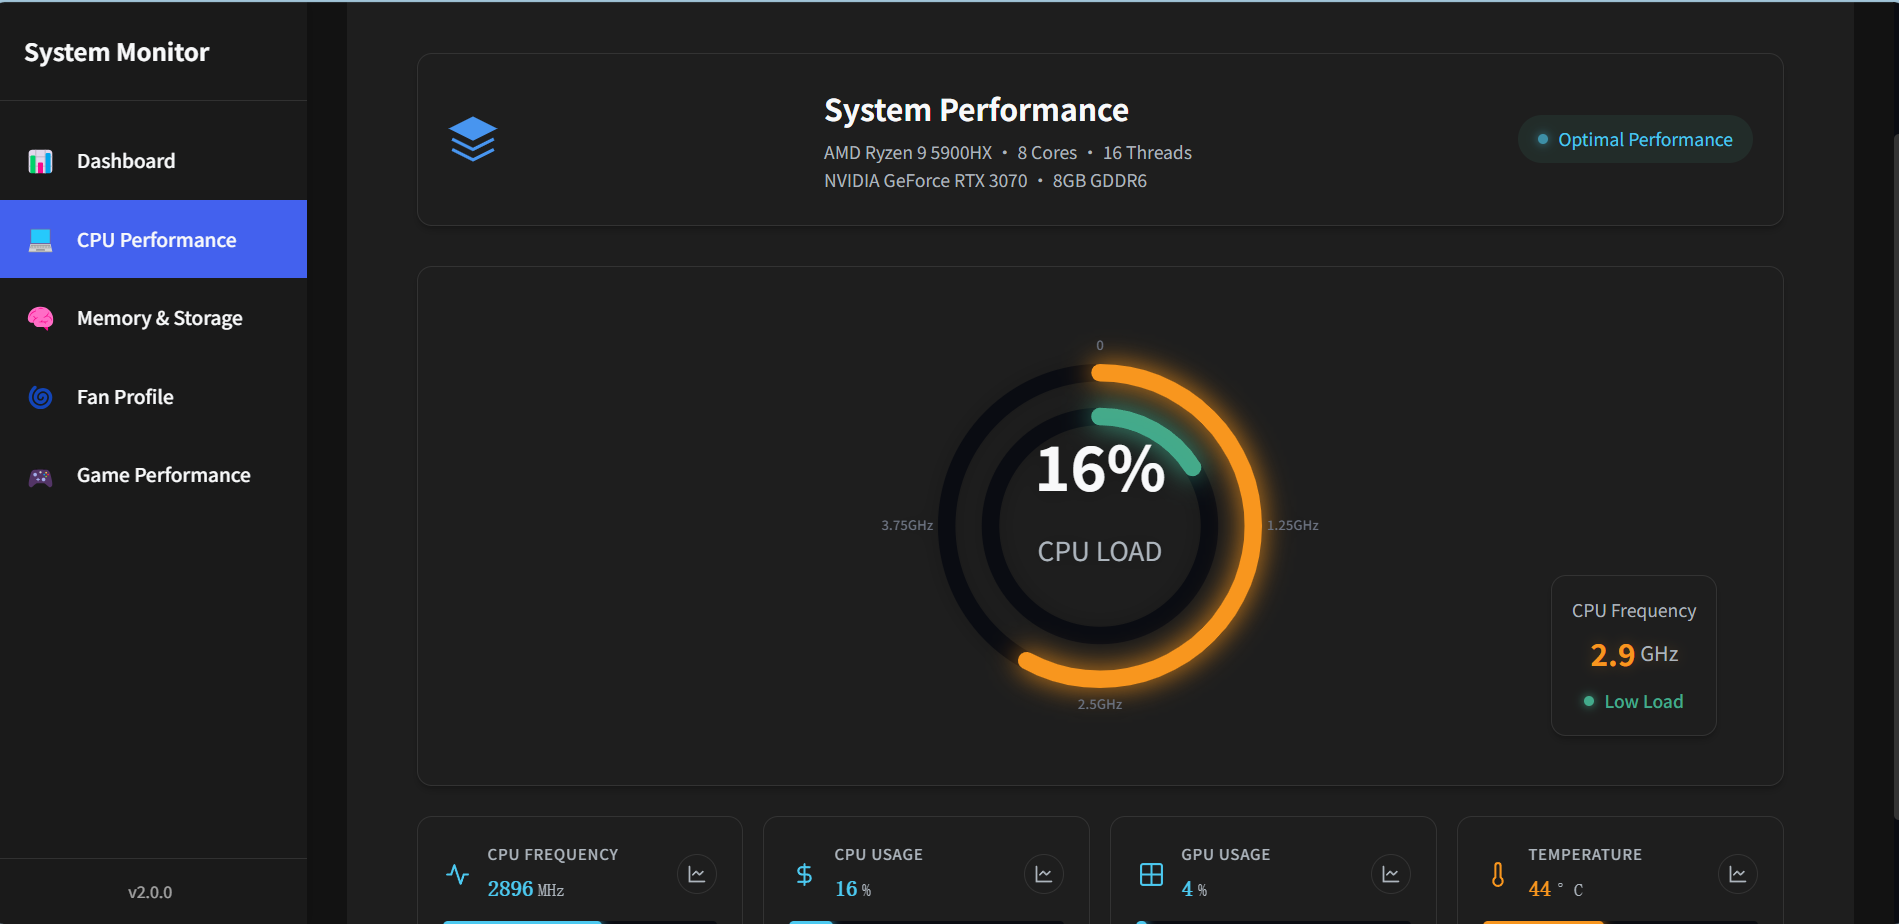 System Monitor
Dashboard
CPU Performance
Memory & Storage
Fan Profile
Game Performance
v2.0.0
System Performance
AMD Ryzen 9 5900HX • 8 Cores • 16 Threads
NVIDIA GeForce RTX 3070 • 8GB GDDR6
Optimal Performance
0
3.75GHz
16%
CPU LOAD
1.25GHz
2.5GHz
CPU Frequency
2.9 GHz
Low Load
CPU FREQUENCY
2896 MHz
CPU USAGE
16 %
GPU USAGE
4 %
TEMPERATURE
44 ° C